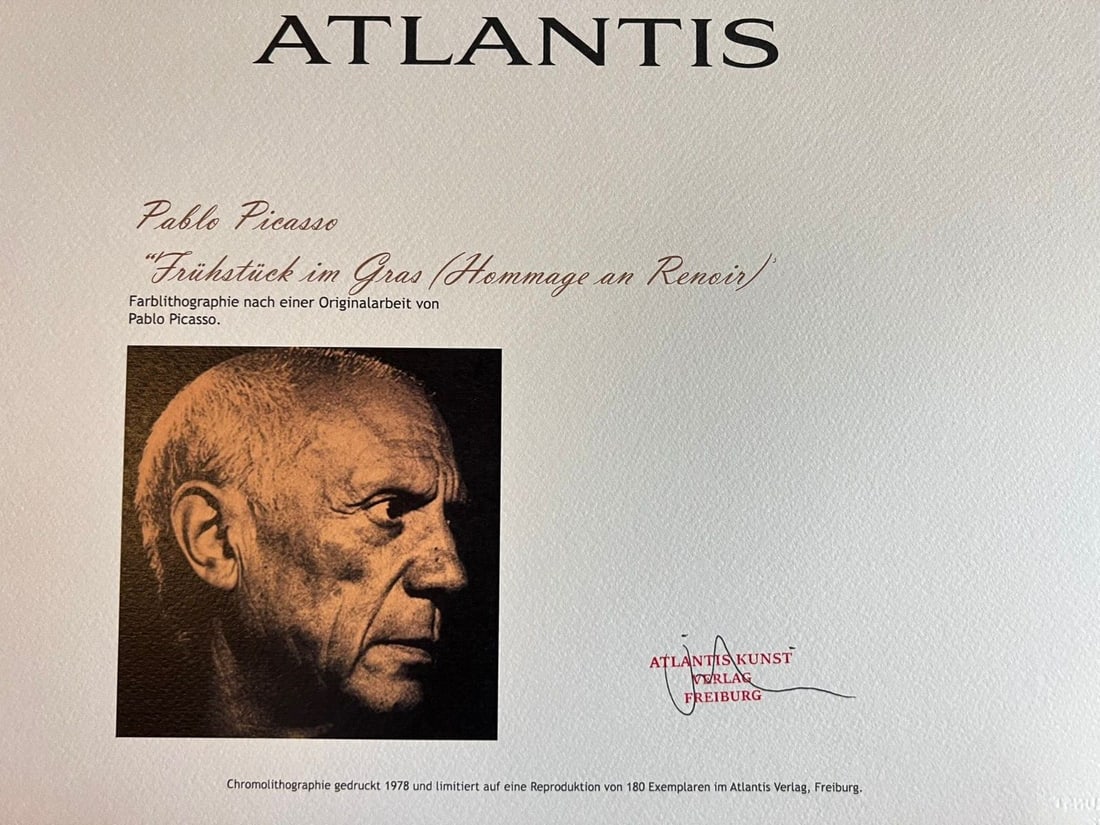 ATLANTIS
Pablo Picasso
“Frühstück im Gras (Hommage an Renoir)’
Farblithographie nach einer Originalarbeit von
Pablo Picasso.
ATLANTIS KUNST
VERLAG
FREIBURG
Chromolithographie gedruckt 1978 und limitiert auf eine Reproduktion von 180 Exemplaren im Atlantis Verlag, Freiburg.